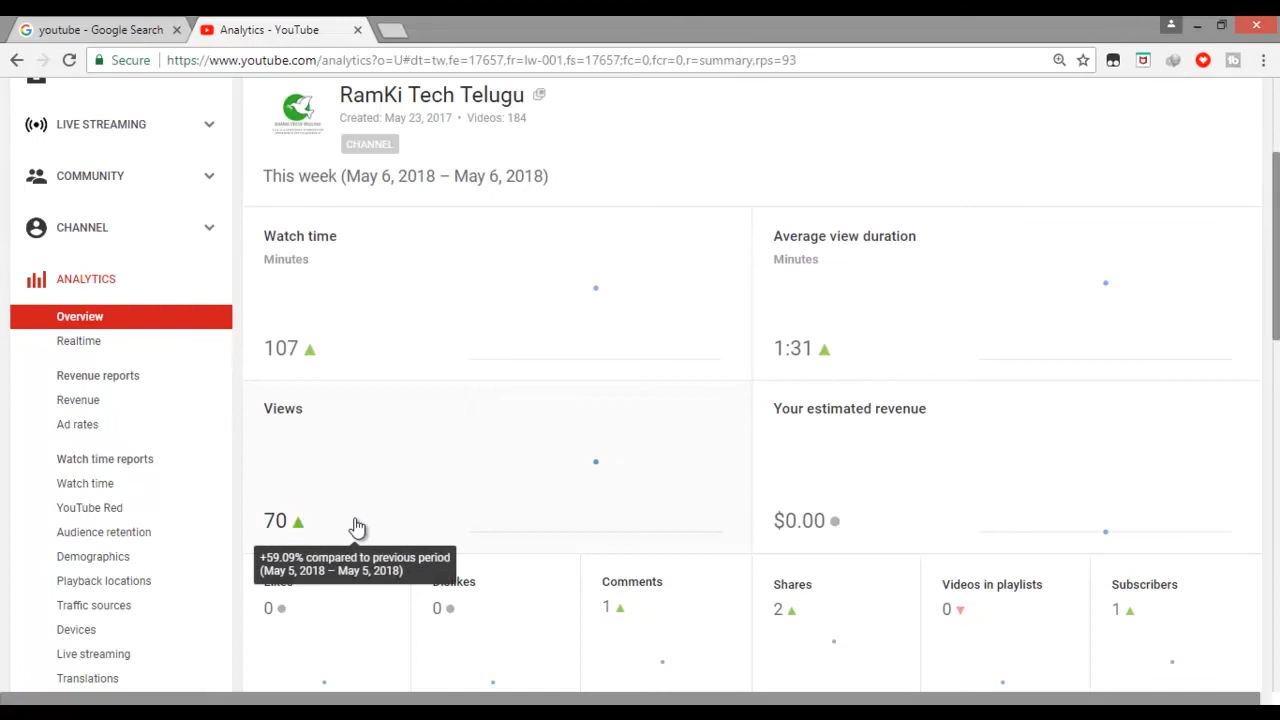 youtube - Google Search
Analytics - YouTube
Secure
https://www.youtube.com/analytics?o=U#dt=tw,fe=17657,fr=lw-001,fs=17657;fc=0,fcr=0,r=summary,rps=93
LIVE STREAMING
COMMUNITY
CHANNEL
ANALYTICS
Overview
Realtime
Revenue reports
Revenue
Ad rates
Watch time reports
Watch time
YouTube Red
Audience retention
Demographics
Playback locations
Traffic sources
Devices
Live streaming
Translations
RamKi Tech Telugu
Created: May 23, 2017 • Videos: 184
CHANNEL
This week (May 6, 2018 – May 6, 2018)
Watch time
Minutes
107
Average view duration
Minutes
1:31
Views
70
+59.09% compared to previous period
(May 5, 2018 – May 5, 2018)
Your estimated revenue
$0.00
Likes
0
Dislikes
0
Comments
1
Shares
2
Videos in playlists
0
Subscribers
1